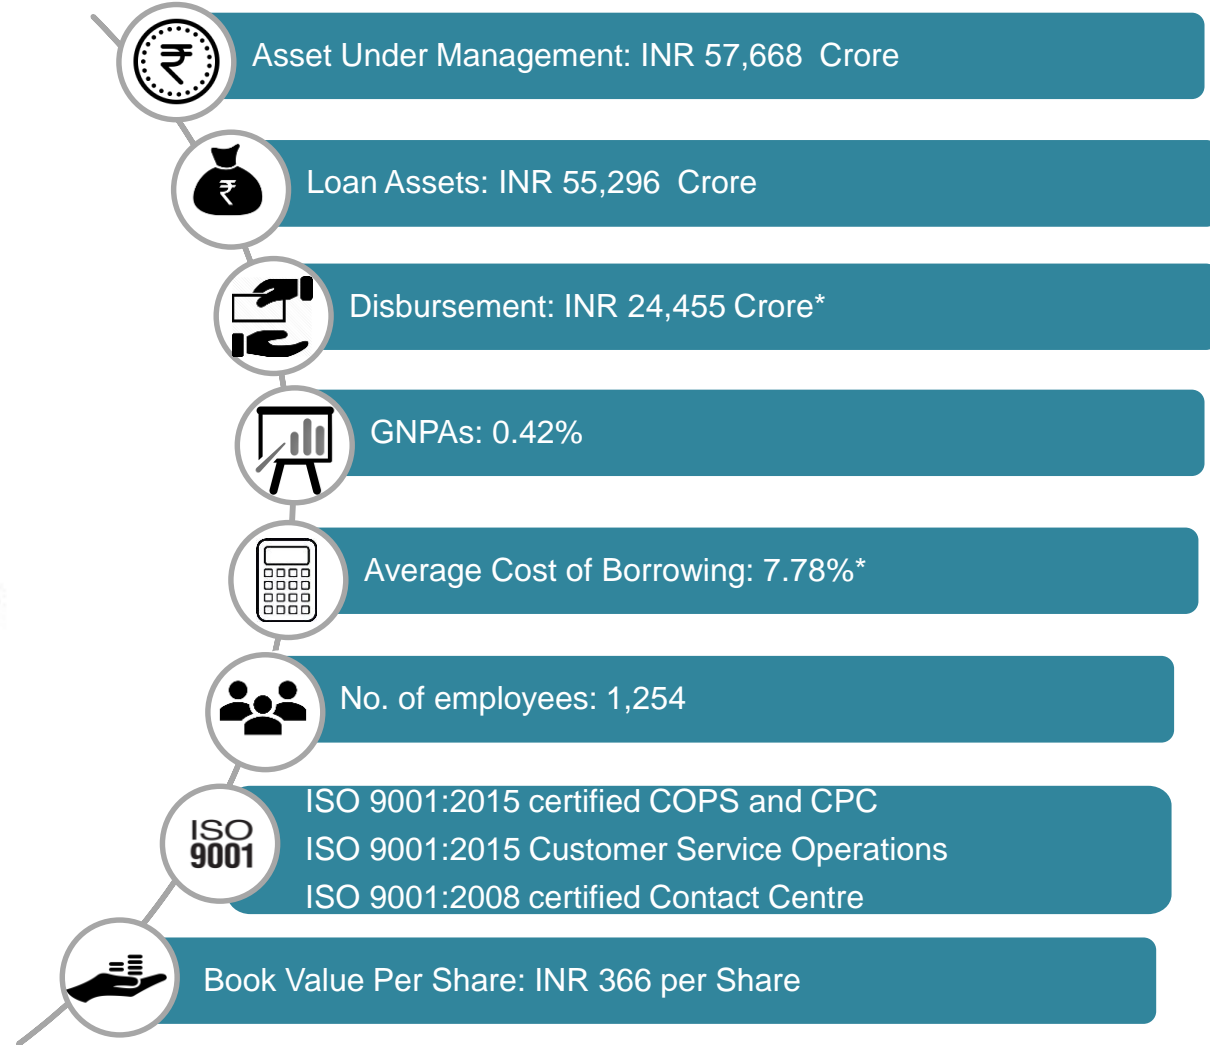 Asset Under Management: INR 57,668 Crore
Loan Assets: INR 55,296 Crore
Disbursement: INR 24,455 Crore*
GNPAs: 0.42%
Average Cost of Borrowing: 7.78%*
No. of employees: 1,254
ISO
9001
ISO 9001:2015 certified COPS and CPC
ISO 9001:2015 Customer Service Operations
ISO 9001:2008 certified Contact Centre
Book Value Per Share: INR 366 per Share